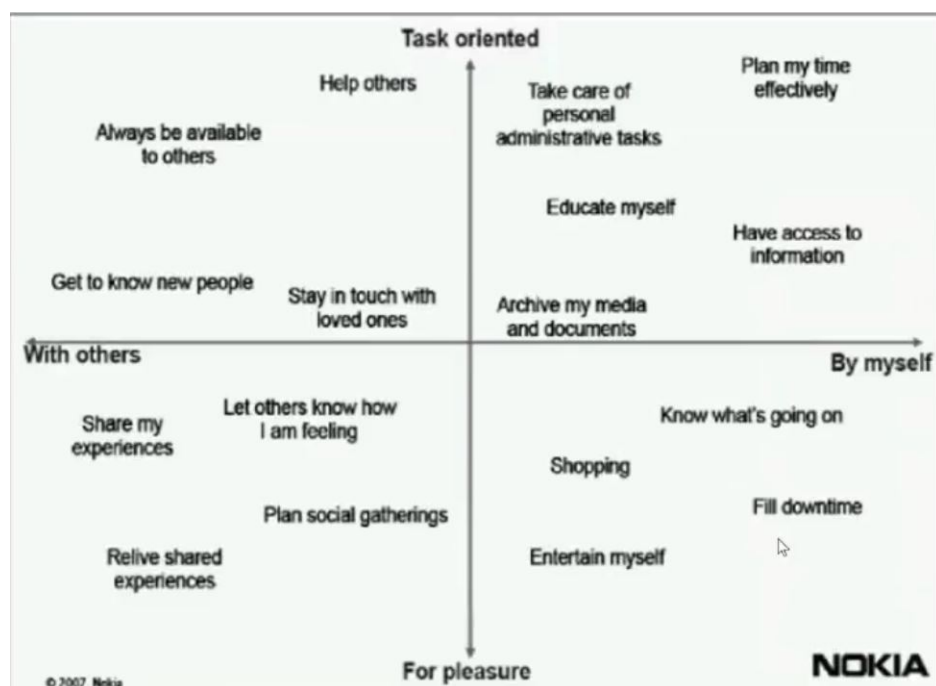 Task oriented
Help others
Plan my time
effectively
Take care of
personal
administrative tasks
Always be available
to others
Educate myself
Have access to
information
Get to know new people
Stay in touch with
loved ones
Archive my media
and documents
With others
By myself
Let others know how
I am feeling
Share my
experiences
Know what's going on
Shopping
Plan social gatherings
Fill downtime
Relive shared
experiences
Entertain myself
For pleasure
NOKIA
© 2007 Nokia